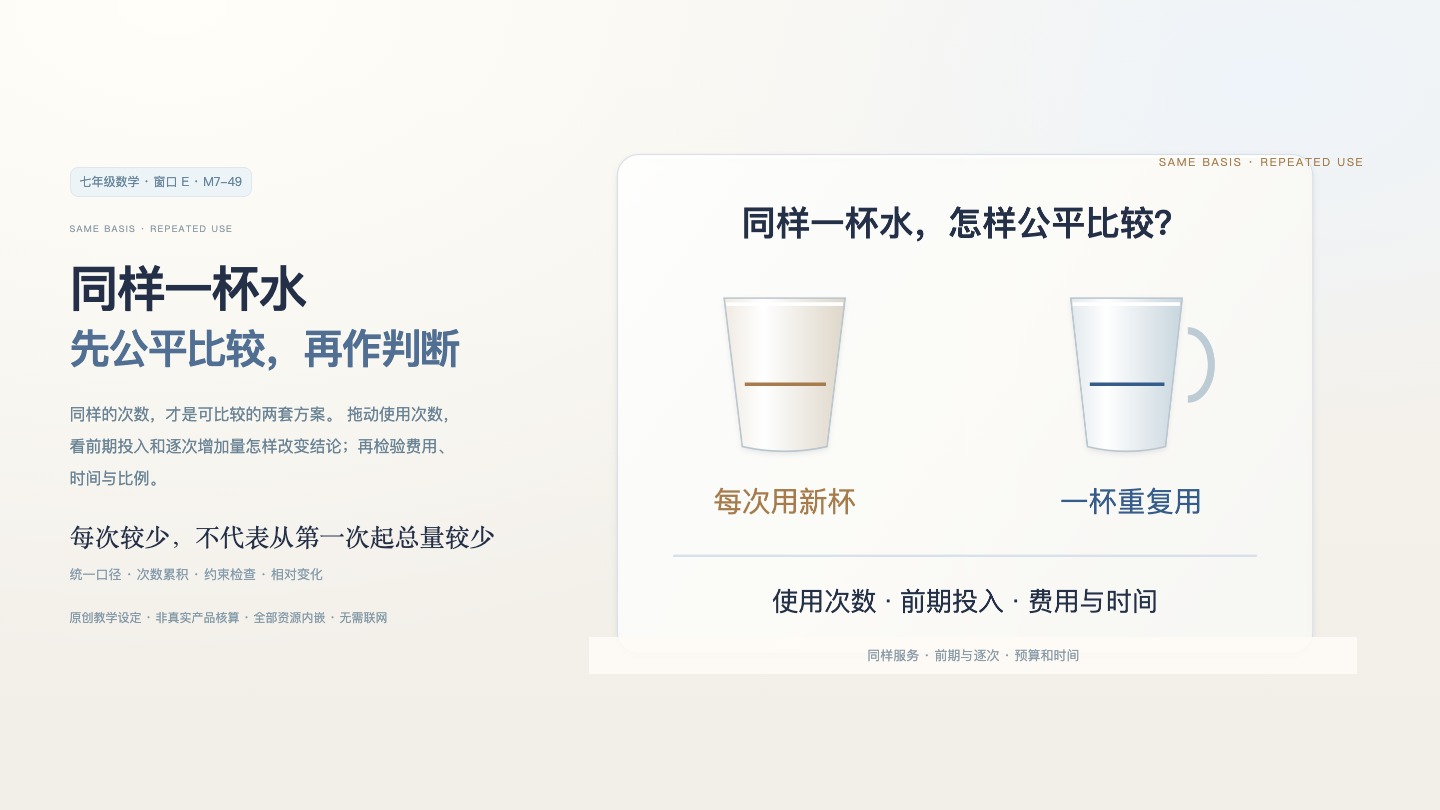 七年级数学 · 窗口 E · M7–49
SAME BASIS · REPEATED USE
同样一杯水
先公平比较，再作判断
同样的次数，才是可比较的两套方案。 拖动使用次数，
看前期投入和逐次增加量怎样改变结论；再检验费用、
时间与比例。
每次较少，不代表从第一次起总量较少
统一口径 · 次数累积 · 约束检查 · 相对变化
原创教学设定 · 非真实产品核算 · 全部资源内嵌 · 无需联网
SAME BASIS · REPEATED USE
同样一杯水，怎样公平比较？
每次用新杯
一杯重复用
使用次数 · 前期投入 · 费用与时间
同样服务 · 前期与逐次 · 预算和时间